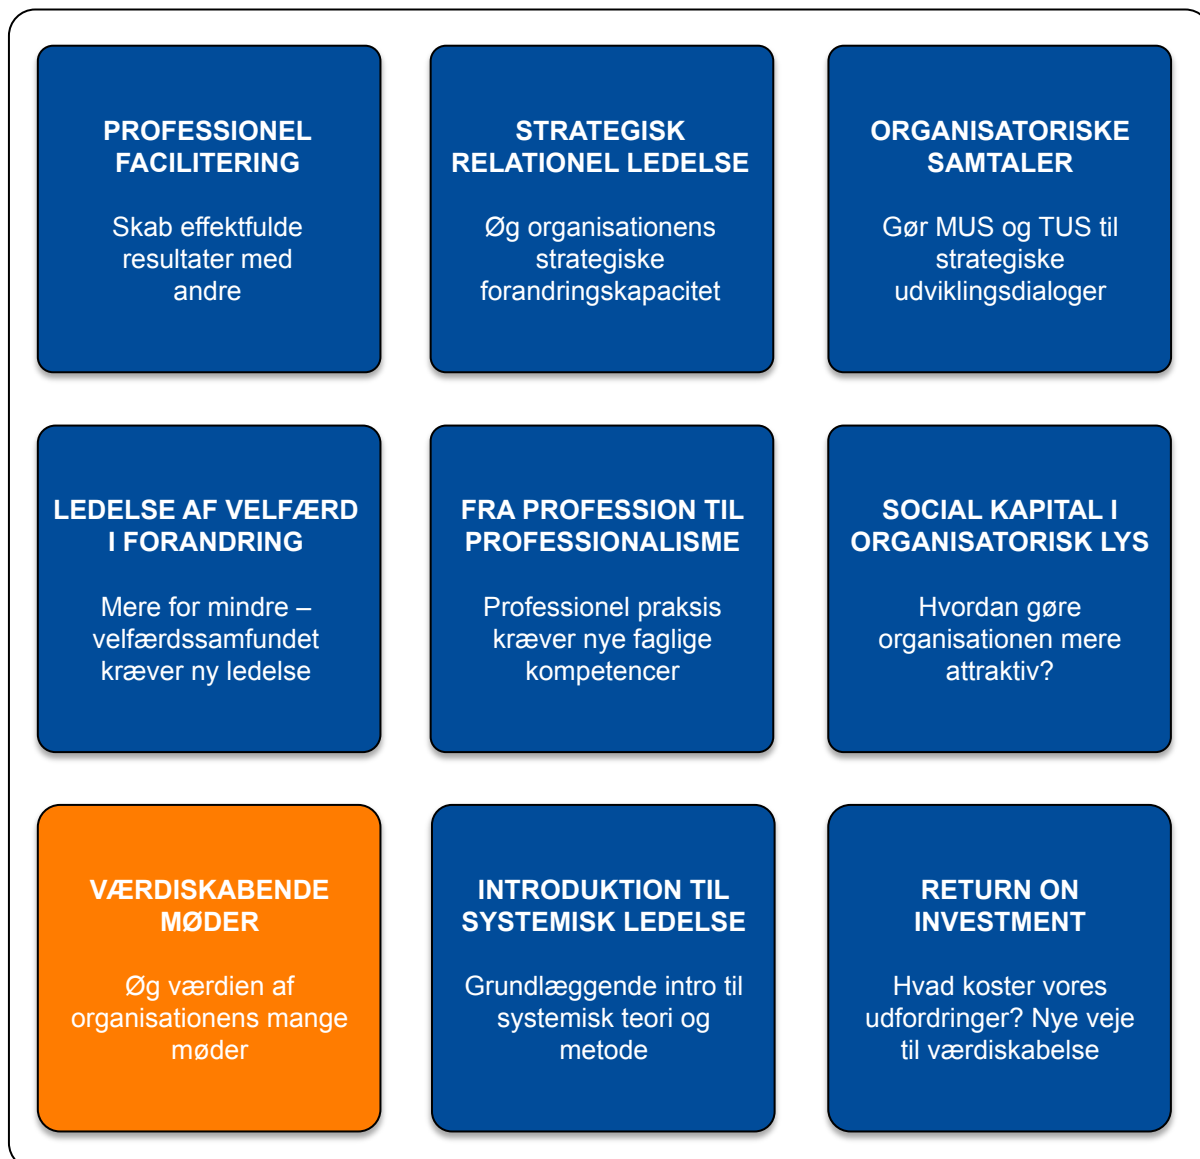 PROFESSIONEL
FACILITERING
Skab effektfulde
resultater med
andre
STRATEGISK
RELATIONEL LEDELSE
Øg organisationens
strategiske
forandringskapacitet
ORGANISATORISKE
SAMTALER
Gør MUS og TUS til
strategiske
udviklingsdialoger
LEDELSE AF VELFÆRD
I FORANDRING
Mere for mindre –
velfærdssamfundet
kræver ny ledelse
FRA PROFESSION TIL
PROFESSIONALISME
Professionel praksis
kræver nye faglige
kompetencer
SOCIAL KAPITAL I
ORGANISATORISK LYS
Hvordan gøre
organisationen mere
attraktiv?
VÆRDISKABENDE
MØDER
Øg værdien af
organisationens mange
møder
INTRODUKTION TIL
SYSTEMISK LEDELSE
Grundlæggende intro til
systemisk teori og
metode
RETURN ON
INVESTMENT
Hvad koster vores
udfordringer? Nye veje
til værdiskabelse